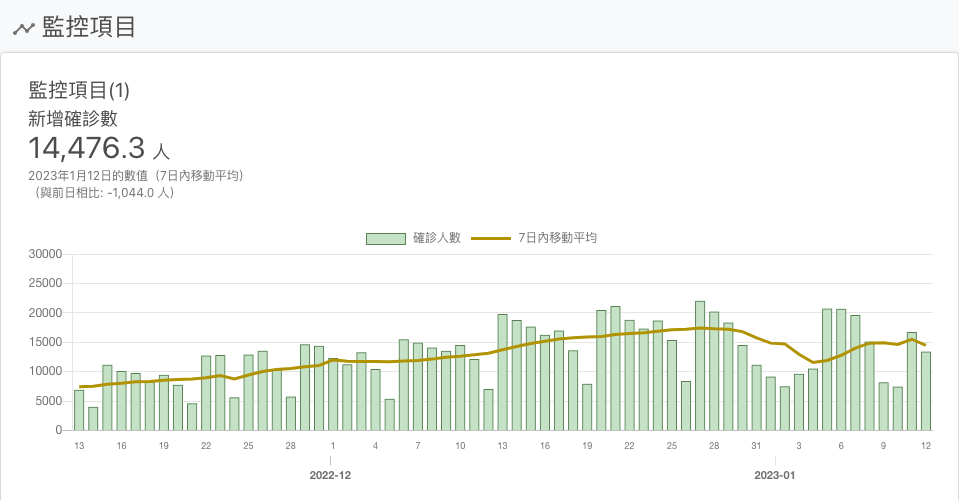 監控項目
監控項目(1)
新增確診數
14,476.3 人
2023年1月12日的數值（7日內移動平均）
（與前日相比: -1,044.0 人）
確診人數 7日內移動平均
30000
25000
20000
15000
10000
5000
0
13 16 19 22 25 28 1 4 7 10 13 16 19 22 25 28 31 3 6 9 12
2022-12 2023-01